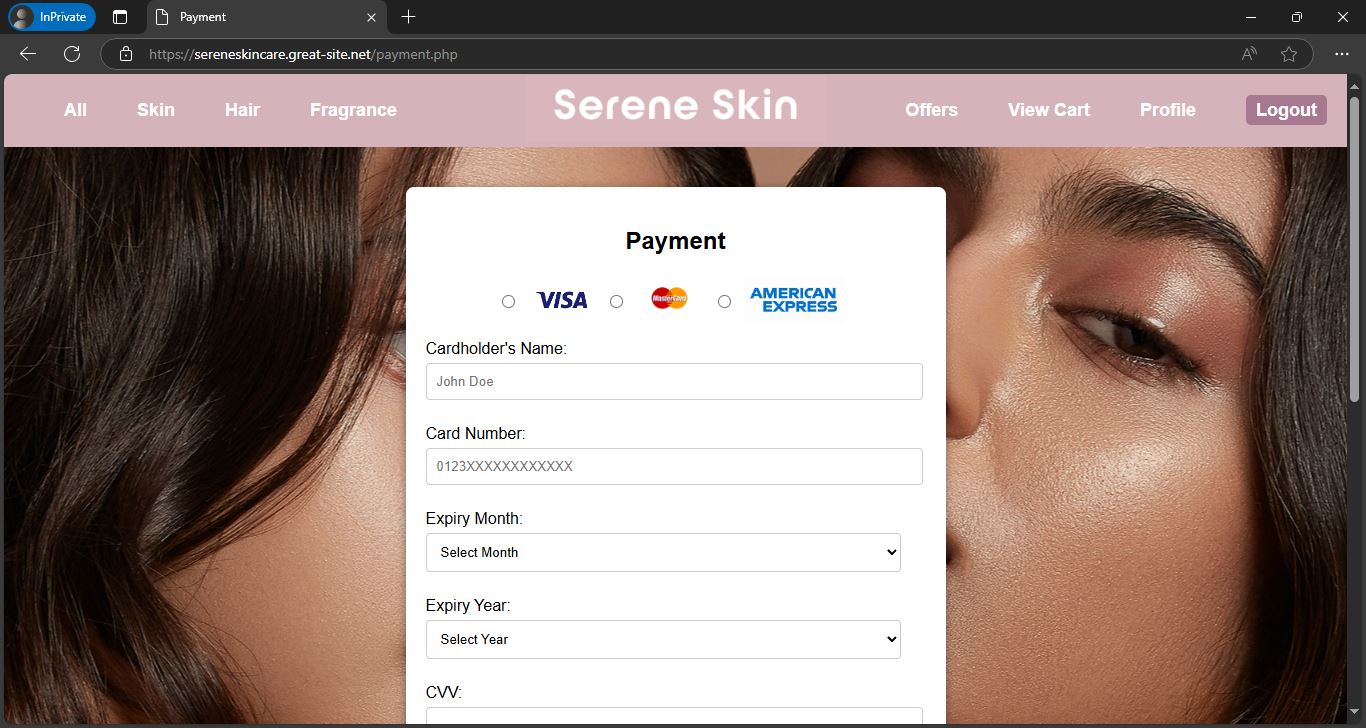 InPrivate
Payment
https://sereneskincare.great-site.net/payment.php
All Skin Hair Fragrance Serene Skin Offers View Cart Profile Logout
Payment
VISA MasterCard AMERICAN EXPRESS
Cardholder's Name:
John Doe
Card Number:
0123XXXXXXXXXXXX
Expiry Month:
Select Month
Expiry Year:
Select Year
CVV: